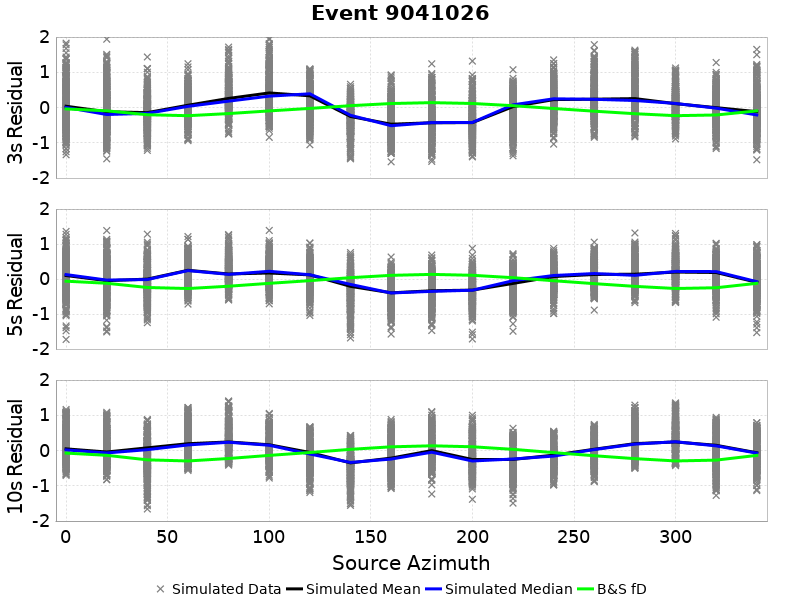 Event 9041026
3s Residual
2
1
0
-1
-2
5s Residual
2
1
0
-1
-2
10s Residual
2
1
0
-1
-2
0 50 100 150 200 250 300
Source Azimuth
Simulated Data Simulated Mean Simulated Median B&S fD